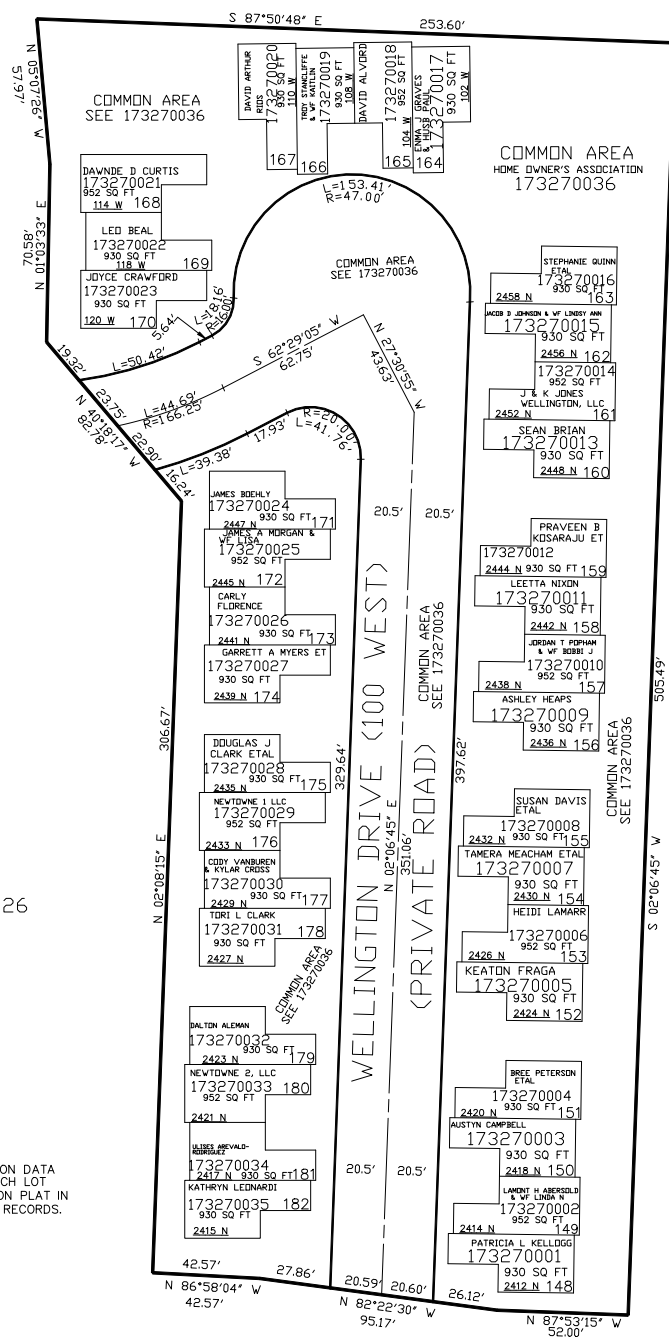 S 87°50'48" E
253.60'
N 05°07'26" W
57.97'
COMMON AREA
SEE 173270036
DAVID ARTHUR
RIOS
173270020
930 SQ FT
110 W
167
TROY STANCLIFFE
& WF KAITLIN
173270019
930 SQ FT
108 W
166
DAVID ALVORD
173270018
952 SQ FT
104 W
165
EMMA J GRAVES
& HUSB PAUL
173270017
930 SQ FT
102 W
164
COMMON AREA
HOME OWNER'S ASSOCIATION
173270036
DAWNDE D CURTIS
173270021
952 SQ FT
114 W 168
LEO BEAL
173270022
930 SQ FT
118 W 169
JOYCE CRAWFORD
173270023
930 SQ FT
120 W 170
N 01°03'33" E
70.58'
L=153.41'
R=47.00'
COMMON AREA
SEE 173270036
L=18.16'
R=16.00'
5.64'
L=50.42'
19.32'
S 62°29'05" W
62.75'
N 27°30'55" W
43.63'
23.75'
L=44.69'
R=166.25'
N 40°18'17" W
82.78'
22.90'
16.24'
L=39.38'
17.93'
R=20.00'
L=41.76'
STEPHANIE QUINN
ETAL
173270016
930 SQ FT
2458 N 163
JACOB D JOHNSON & WF LINDSY ANN
173270015
930 SQ FT
2456 N 162
173270014
952 SQ FT
J & K JONES
WELLINGTON, LLC
2452 N 161
SEAN BRIAN
173270013
930 SQ FT
2448 N 160
JAMES BOEHLY
173270024
930 SQ FT
2447 N 171
JAMES A MORGAN &
WF LISA
173270025
952 SQ FT
2445 N 172
CARLY
FLORENCE
173270026
930 SQ FT
2441 N 173
GARRETT A MYERS ET
173270027
930 SQ FT
2439 N 174
20.5' 20.5'
PRAVEEN B
KOSARAJU ET
173270012
2444 N 930 SQ FT 159
LEETTA NIXON
173270011
930 SQ FT
2442 N 158
JORDAN T POPHAM
& WF BOBBI J
173270010
952 SQ FT
2438 N 157
ASHLEY HEAPS
173270009
930 SQ FT
2436 N 156
COMMON AREA
SEE 173270036
505.49'
306.67'
DOUGLAS J
CLARK ETAL
173270028
930 SQ FT
2435 N 175
NEWTOWNE 1 LLC
173270029
952 SQ FT
2433 N 176
CODY VANBUREN
& KYLAR CROSS
173270030
930 SQ FT
2429 N 177
TORI L CLARK
173270031
930 SQ FT
2427 N 178
329.64'
WELLINGTON DRIVE (100 WEST)
(PRIVATE ROAD)
N 02°06'45" E
351.06'
397.62'
COMMON AREA
SEE 173270036
SUSAN DAVIS
ETAL
173270008
930 SQ FT
2432 N 155
TAMERA MEACHAM ETAL
173270007
930 SQ FT
2430 N 154
HEIDI LAMARR
173270006
952 SQ FT
2426 N 153
KEATON FRAGA
173270005
930 SQ FT
2424 N 152
S 02°06'45" W
N 02°08'15" E
26
COMMON AREA
SEE 173270036
DALTON ALEMAN
173270032
930 SQ FT
2423 N 179
NEWTOWNE 2, LLC
173270033 180
952 SQ FT
2421 N
ULISES AREVALO-
RODRIGUEZ
173270034
2417 N 930 SQ FT 181
KATHRYN LEONARDI
173270035 182
930 SQ FT
2415 N
BREE PETERSON
ETAL
173270004
930 SQ FT
2420 N 151
AUSTYN CAMPBELL
173270003
930 SQ FT
2418 N 150
LAMONT H ABERSOLD
& WF LINDA N
173270002
952 SQ FT
2414 N 149
PATRICIA L KELLOGG
173270001
930 SQ FT
2412 N 148
20.5' 20.5'
ON DATA
CH LOT
ON PLAT IN
RECORDS.
42.57'
N 86°58'04" W
42.57'
27.86'
20.59' 20.60'
N 82°22'30" W
95.17'
26.12'
N 87°53'15" W
52.00'